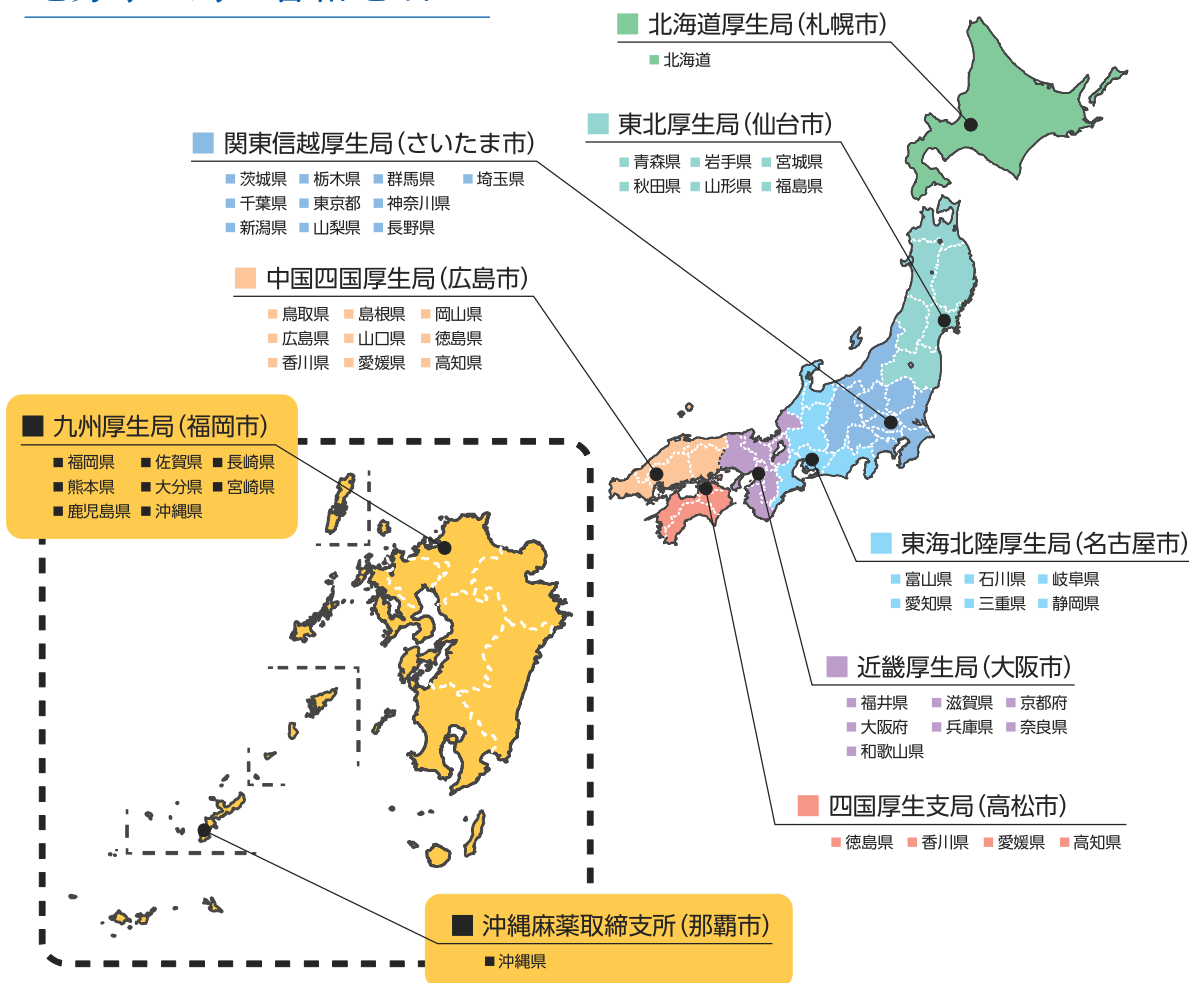 北海道厚生局(札幌市)
北海道
東北厚生局(仙台市)
青森県 岩手県 宮城県
秋田県 山形県 福島県
関東信越厚生局(さいたま市)
茨城県 栃木県 群馬県 埼玉県
千葉県 東京都 神奈川県
新潟県 山梨県 長野県
中国四国厚生局(広島市)
鳥取県 島根県 岡山県
広島県 山口県 徳島県
香川県 愛媛県 高知県
九州厚生局(福岡市)
福岡県 佐賀県 長崎県
熊本県 大分県 宮崎県
鹿児島県 沖縄県
東海北陸厚生局(名古屋市)
富山県 石川県 岐阜県
愛知県 三重県 静岡県
近畿厚生局(大阪市)
福井県 滋賀県 京都府
大阪府 兵庫県 奈良県
和歌山県
四国厚生支局(高松市)
徳島県 香川県 愛媛県 高知県
沖縄麻薬取締支所(那覇市)
沖縄県